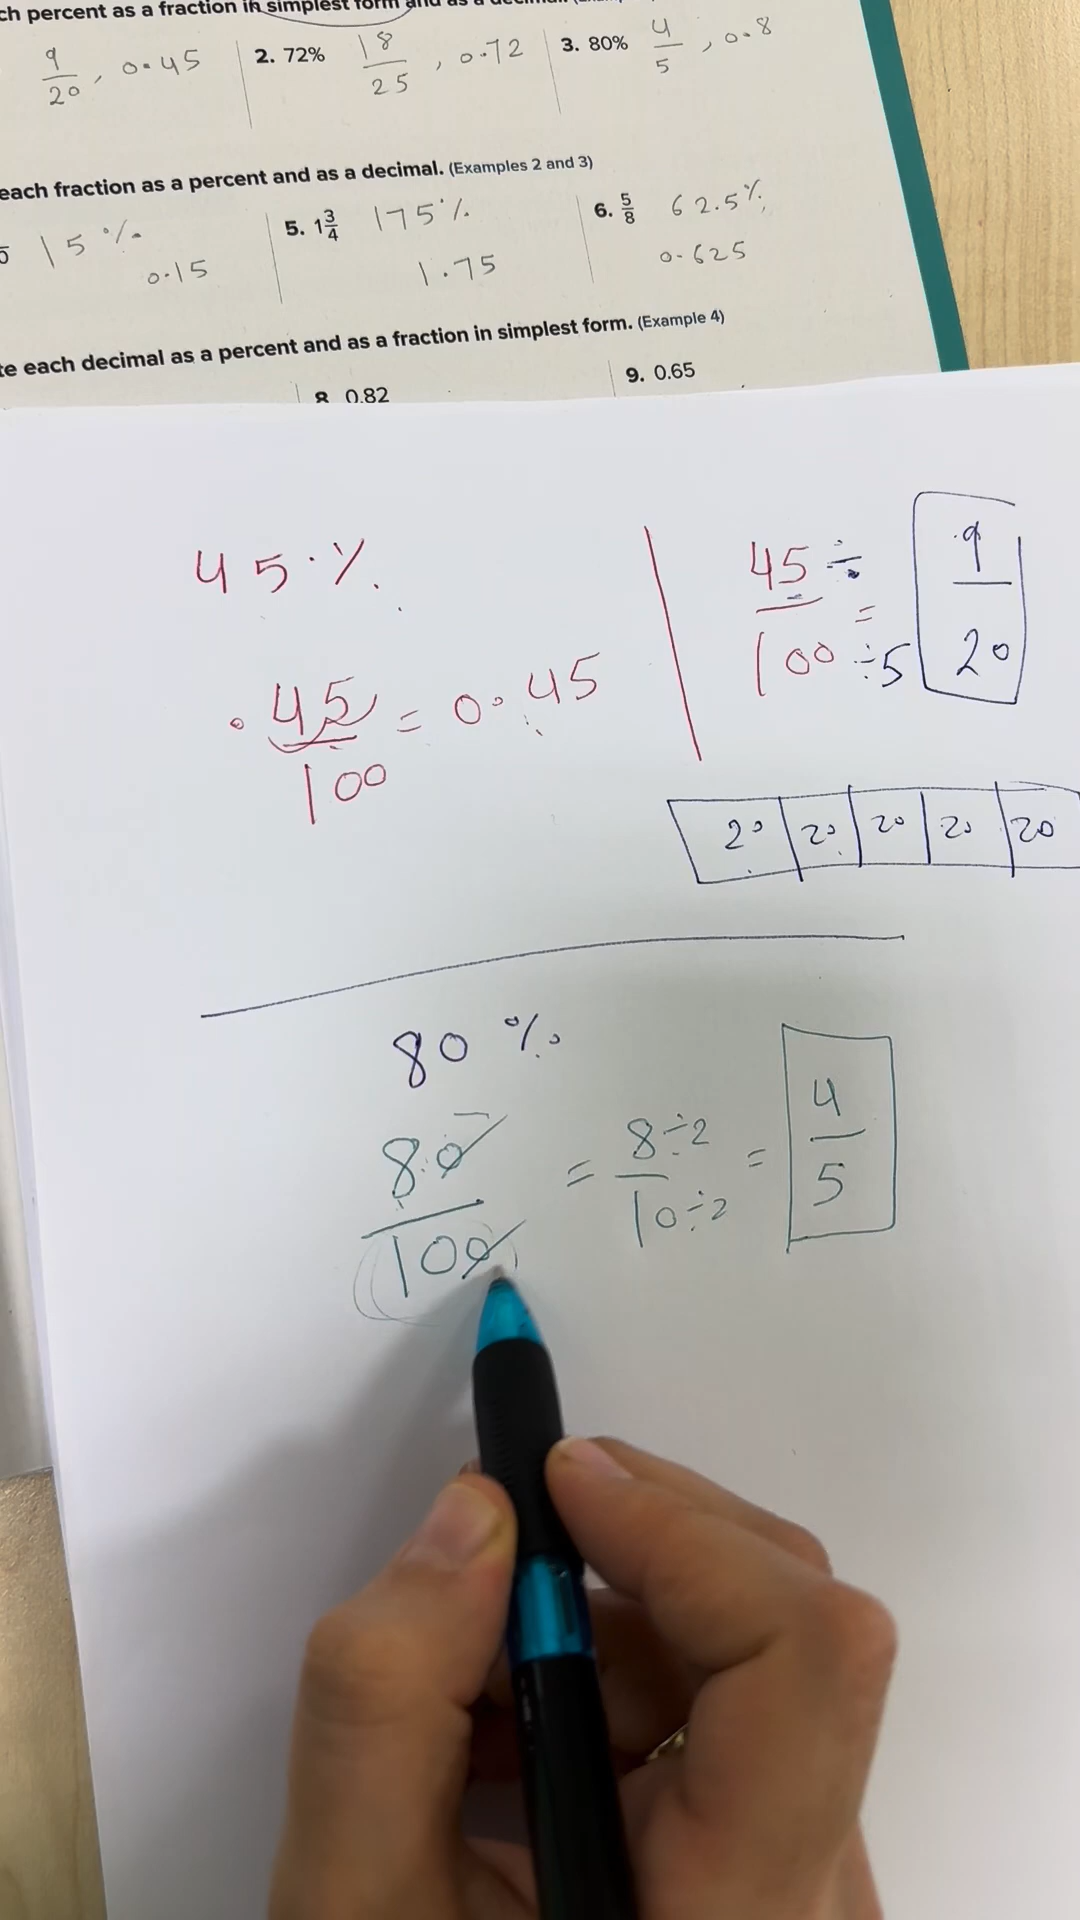 ch percent as a fraction in simplest form and as a decimal.
9/20, 0.45 2. 72% 18/25, 0.72 3. 80% 4/5, 0.8
each fraction as a percent and as a decimal. (Examples 2 and 3)
15% 5. 1 3/4 175% 6. 5/8 62.5%
0.15 1.75 0.625
te each decimal as a percent and as a fraction in simplest form. (Example 4)
8 0.82 9. 0.65
45%
45 ÷ / 100 ÷5 = 9/20
.45/100 = 0.45
20 20 20 20 20
80%
80/100 = 8÷2/10÷2 = 4/5